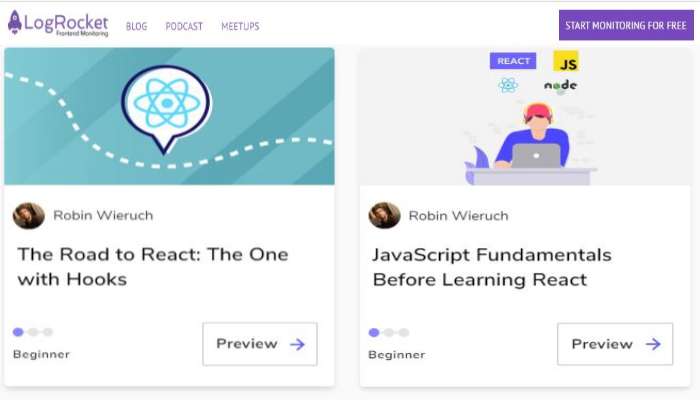 LogRocket
Frontend Monitoring
BLOG
PODCAST
MEETUPS
START MONITORING FOR FREE
REACT
JS
node
Robin Wieruch
The Road to React: The One
with Hooks
Beginner
Preview
Robin Wieruch
JavaScript Fundamentals
Before Learning React
Beginner
Preview